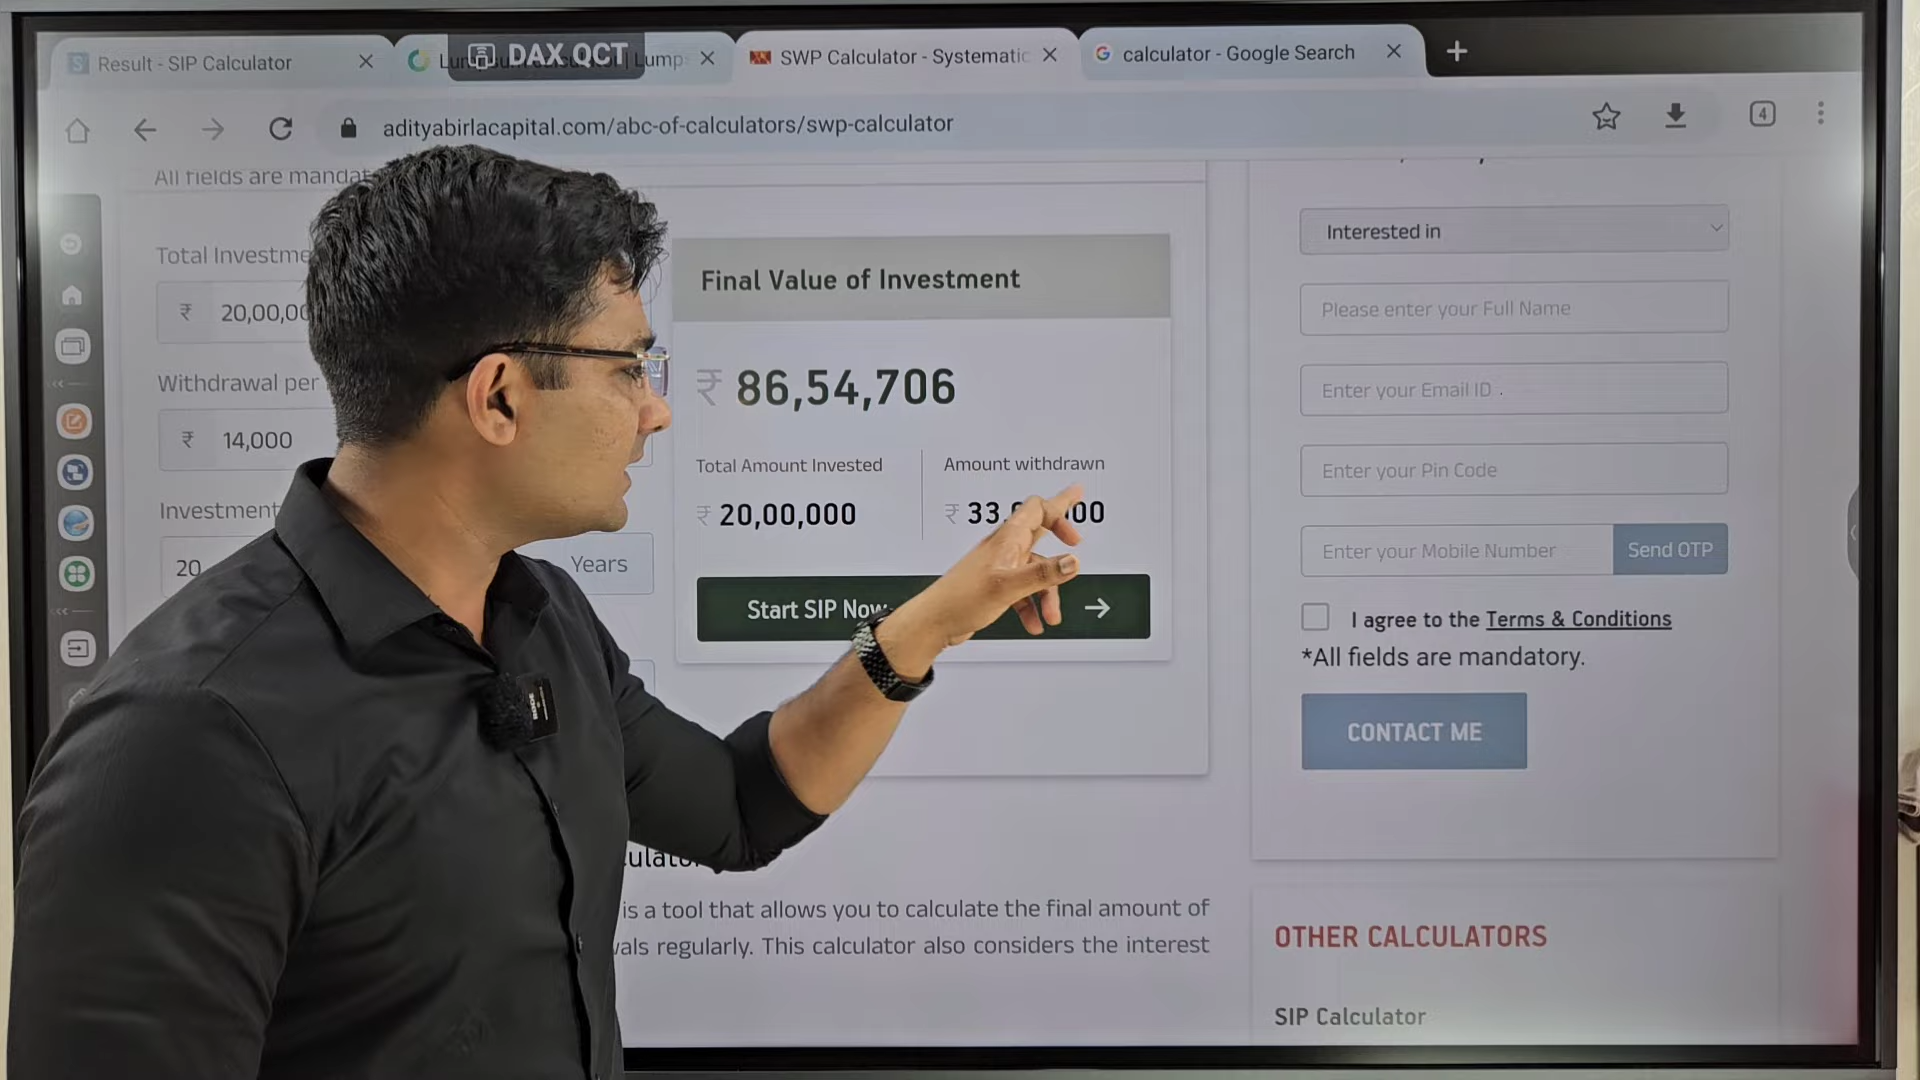 Result - SIP Calculator
DAX QCT
Lump
SWP Calculator - Systematic
calculator - Google Search
adityabirlacapital.com/abc-of-calculators/swp-calculator
4
All fields are
Total
₹ 20,00,00
Withdrawal per
₹ 14,000
Investment
20
Years
Final Value of Investment
₹ 86,54,706
Total Amount Invested
₹ 20,00,000
Amount withdrawn
₹ 33,
00
Start SIP Now
is a tool that allows you to calculate the final amount of
regularly. This calculator also considers the interest
Interested in
Please enter your Full Name
Enter your Email ID
Enter your Pin Code
Enter your Mobile Number
Send OTP
I agree to the Terms & Conditions
*All fields are mandatory.
CONTACT ME
OTHER CALCULATORS
SIP Calculator